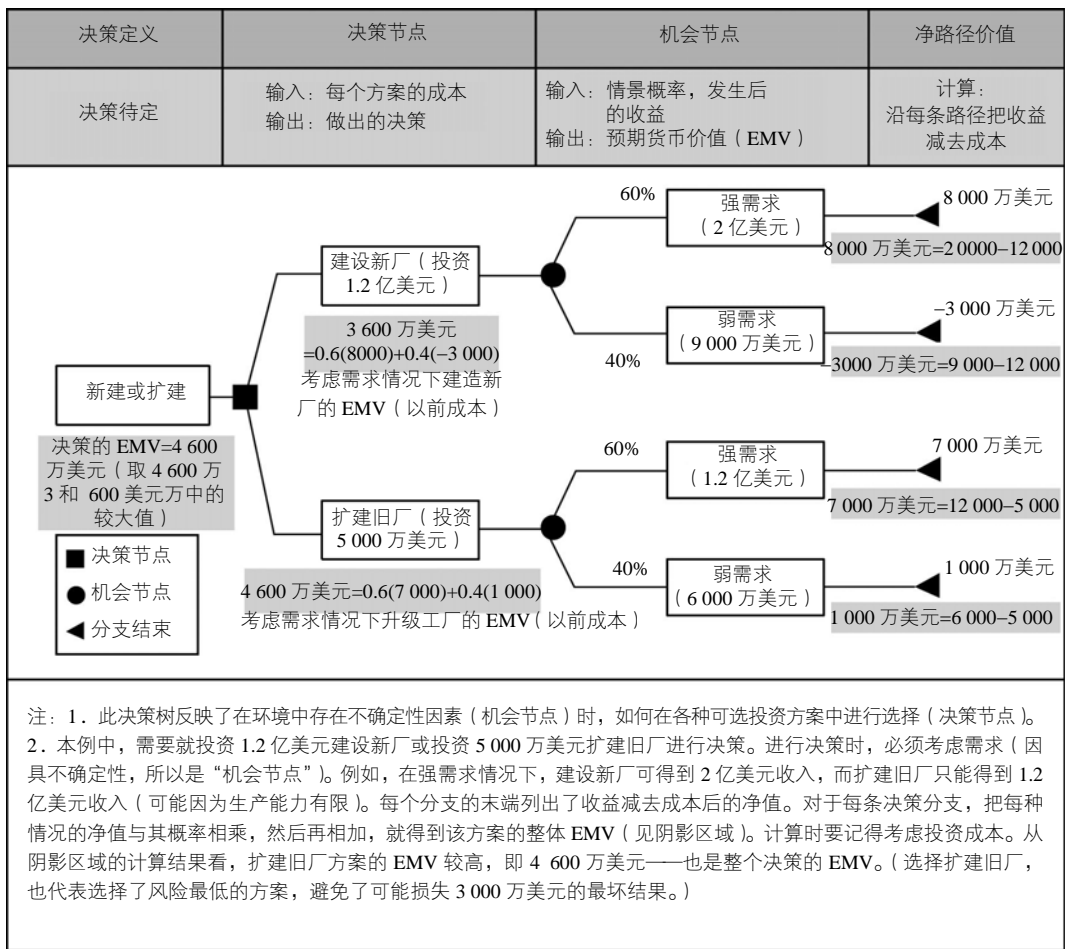 决策定义
决策节点
机会节点
净路径价值
决策待定
输入：每个方案的成本
输出：做出的决策
输入：情景概率，发生后
的收益
输出：预期货币价值（EMV）
计算：
沿每条路径把收益
减去成本
新建或扩建
决策的 EMV=4 600
万美元（取 4 600 万
3和 600 美元万中的
较大值）
决策节点
机会节点
分支结束
建设新厂（投资
1.2 亿美元）
3 600 万美元
=0.6(8000)+0.4(−3 000)
考虑需求情况下建造新
厂的 EMV（以前成本）
扩建旧厂（投资
5 000 万美元）
4 600 万美元=0.6(7 000)+0.4(1 000)
考虑需求情况下升级工厂的 EMV（以前成本）
60%
强需求
（2 亿美元）
8 000 万美元
8 000 万美元=2 0000−12 000
40%
弱需求
（9 000 万美元）
−3 000 万美元
−3000 万美元=9 000−12 000
60%
强需求
（1.2 亿美元）
7 000 万美元
7 000 万美元=12 000−5 000
40%
弱需求
（6 000 万美元）
1 000 万美元
1 000 万美元=6 000−5 000
注：1．此决策树反映了在环境中存在不确定性因素（机会节点）时，如何在各种可选投资方案中进行选择（决策节点）。
2．本例中，需要就投资 1.2 亿美元建设新厂或投资 5 000 万美元扩建旧厂进行决策。进行决策时，必须考虑需求（因
具不确定性，所以是“机会节点”）。例如，在强需求情况下，建设新厂可得到 2 亿美元收入，而扩建旧厂只能得到 1.2
亿美元收入（可能因为生产能力有限）。每个分支的末端列出了收益减去成本后的净值。对于每条决策分支，把每种
情况的净值与其概率相乘，然后再相加，就得到该方案的整体 EMV（见阴影区域）。计算时要记得考虑投资成本。从
阴影区域的计算结果看，扩建旧厂方案的 EMV 较高，即 4 600 万美元——也是整个决策的 EMV。（选择扩建旧厂，
也代表选择了风险最低的方案，避免了可能损失 3 000 万美元的最坏结果。）